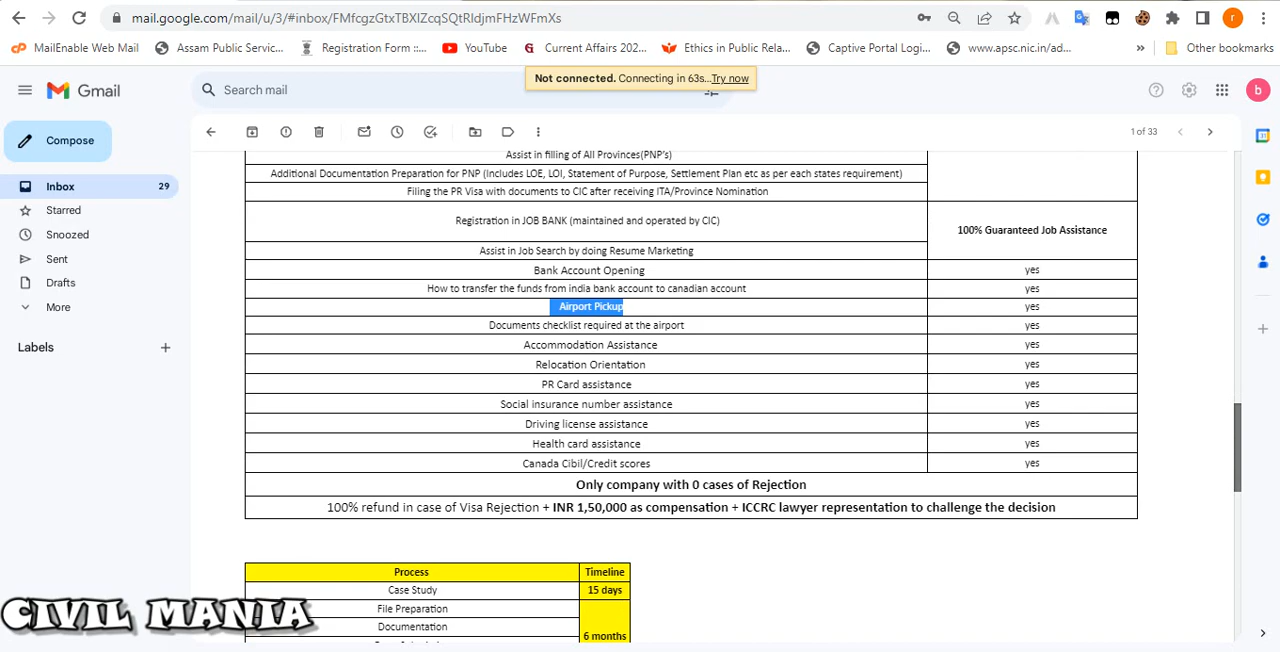 mail.google.com/mail/u/3/#inbox/FMfcgzGtxTBXlZcqSQtRldjmFHzWFmXs
r
MailEnable Web Mail
Assam Public Servic...
Registration Form ::...
YouTube
Current Affairs 202...
Ethics in Public Rela...
Captive Portal Logi...
www.apsc.nic.in/ad...
»
Other bookmarks
Not connected. Connecting in 63s... Try now
Gmail
Search mail
b
Compose
1 of 33
Inbox
29
Starred
Snoozed
Sent
Drafts
More
Labels
Assist in filling of All Provinces(PNP's)
Additional Documentation Preparation for PNP (Includes LOE, LOI, Statement of Purpose, Settlement Plan etc as per each states requirement)
Filing the PR Visa with documents to CIC after receiving ITA/Province Nomination
Registration in JOB BANK (maintained and operated by CIC)
100% Guaranteed Job Assistance
Assist in Job Search by doing Resume Marketing
Bank Account Opening yes
How to transfer the funds from india bank account to canadian account yes
Airport Pickup yes
Documents checklist required at the airport yes
Accommodation Assistance yes
Relocation Orientation yes
PR Card assistance yes
Social insurance number assistance yes
Driving license assistance yes
Health card assistance yes
Canada Cibil/Credit scores yes
Only company with 0 cases of Rejection
100% refund in case of Visa Rejection + INR 1,50,000 as compensation + ICCRC lawyer representation to challenge the decision
Process Timeline
Case Study 15 days
File Preparation
Documentation
6 months
CIVIL MANIA